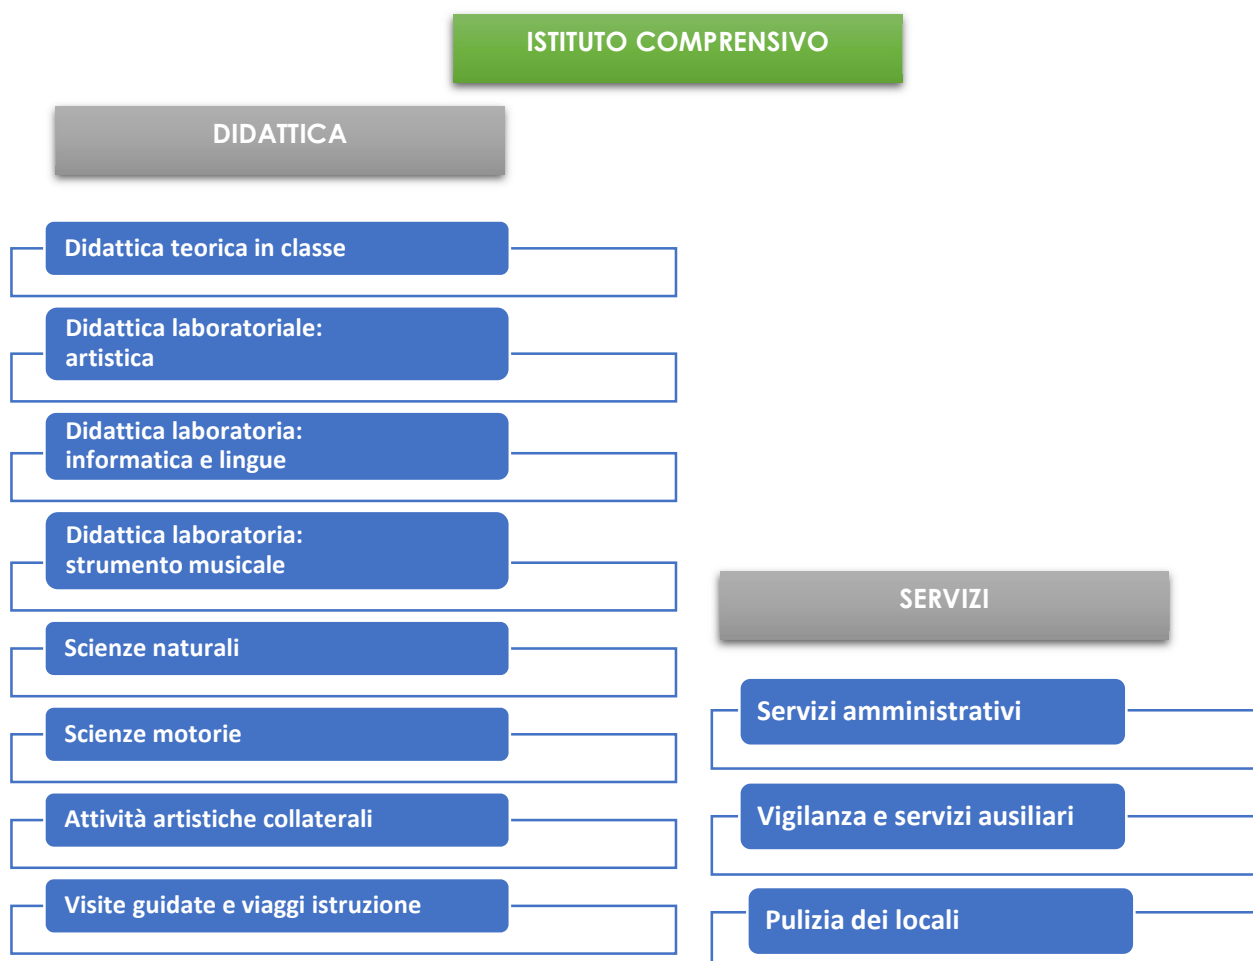 ISTITUTO COMPRENSIVO
DIDATTICA
Didattica teorica in classe
Didattica laboratoriale:
artistica
Didattica laboratoria:
informatica e lingue
Didattica laboratoria:
strumento musicale
Scienze naturali
Scienze motorie
Attività artistiche collaterali
Visite guidate e viaggi istruzione
SERVIZI
Servizi amministrativi
Vigilanza e servizi ausiliari
Pulizia dei locali